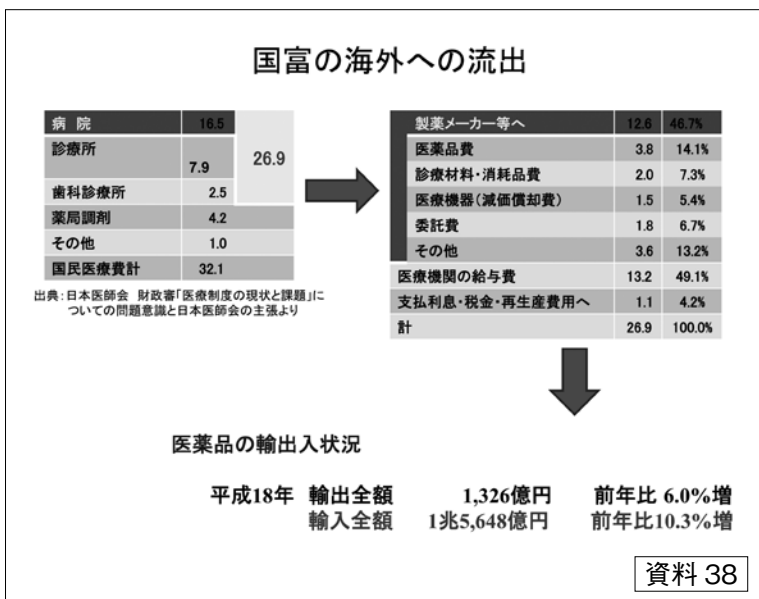 国富の海外への流出
病 院 16.5
診療所 7.9
26.9
歯科診療所 2.5
薬局調剤 4.2
その他 1.0
国民医療費計 32.1
出典:日本医師会 財政審「医療制度の現状と課題」に
ついての問題意識と日本医師会の主張より
製薬メーカー等へ 12.6 46.7%
医薬品費 3.8 14.1%
診療材料・消耗品費 2.0 7.3%
医療機器(減価償却費) 1.5 5.4%
委託費 1.8 6.7%
その他 3.6 13.2%
医療機関の給与費 13.2 49.1%
支払利息・税金・再生産費用へ 1.1 4.2%
計 26.9 100.0%
医薬品の輸出入状況
平成18年 輸出全額 1,326億円 前年比 6.0%増
輸入全額 1兆5,648億円 前年比10.3%増
資料 38